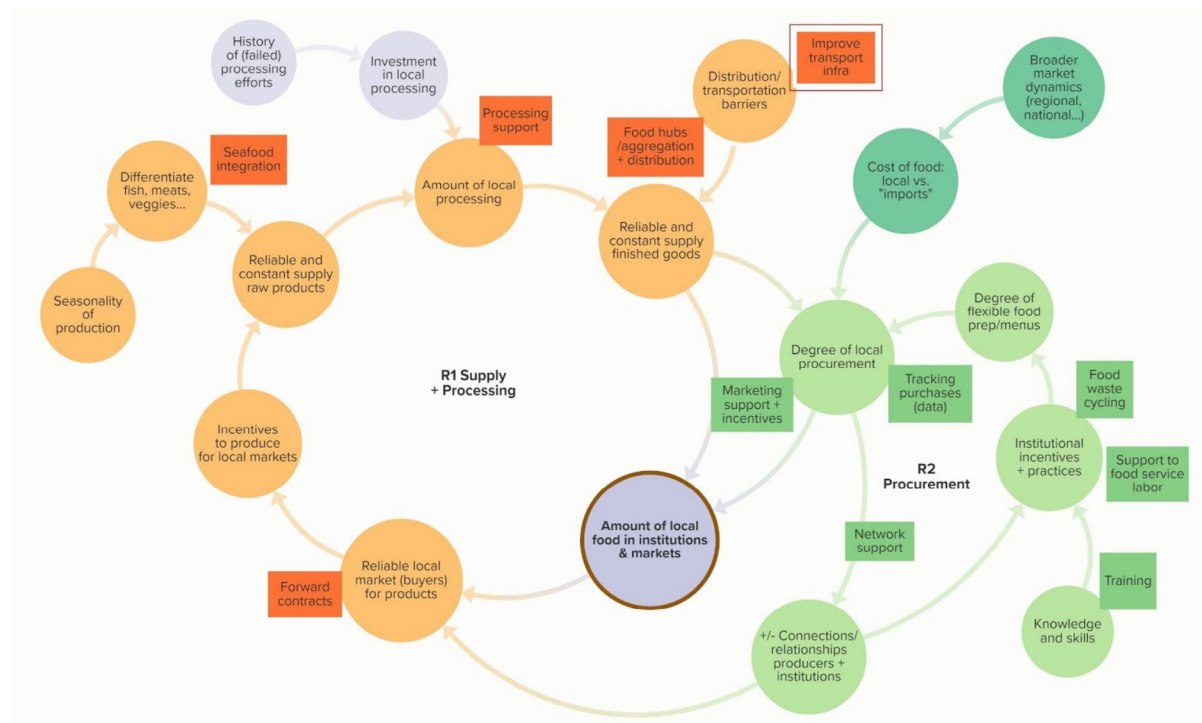 History
of (failed)
processing
efforts
Investment
in local
processing
Distribution/
transportation
barriers
Improve
transport
infra
Broader
market
dynamics
(regional,
national...)
Processing
support
Food hubs
/aggregation
+ distribution
Seafood
integration
Differentiate
fish, meats,
veggies...
Amount of local
processing
Cost of food:
local vs.
"imports"
Reliable and
constant supply
raw products
Reliable and
constant supply
finished goods
Seasonality
of
production
Degree of
flexible food
prep/menus
Degree of local
procurement
R1 Supply
+ Processing
Marketing
support +
incentives
Tracking
purchases
(data)
Food
waste
cycling
Incentives
to produce
for local markets
Institutional
incentives
+ practices
Support to
food service
labor
R2
Procurement
Amount of local
food in institutions
& markets
Network
support
Reliable local
market (buyers)
for products
Forward
contracts
Training
Knowledge
and skills
+/- Connections/
relationships
producers +
institutions